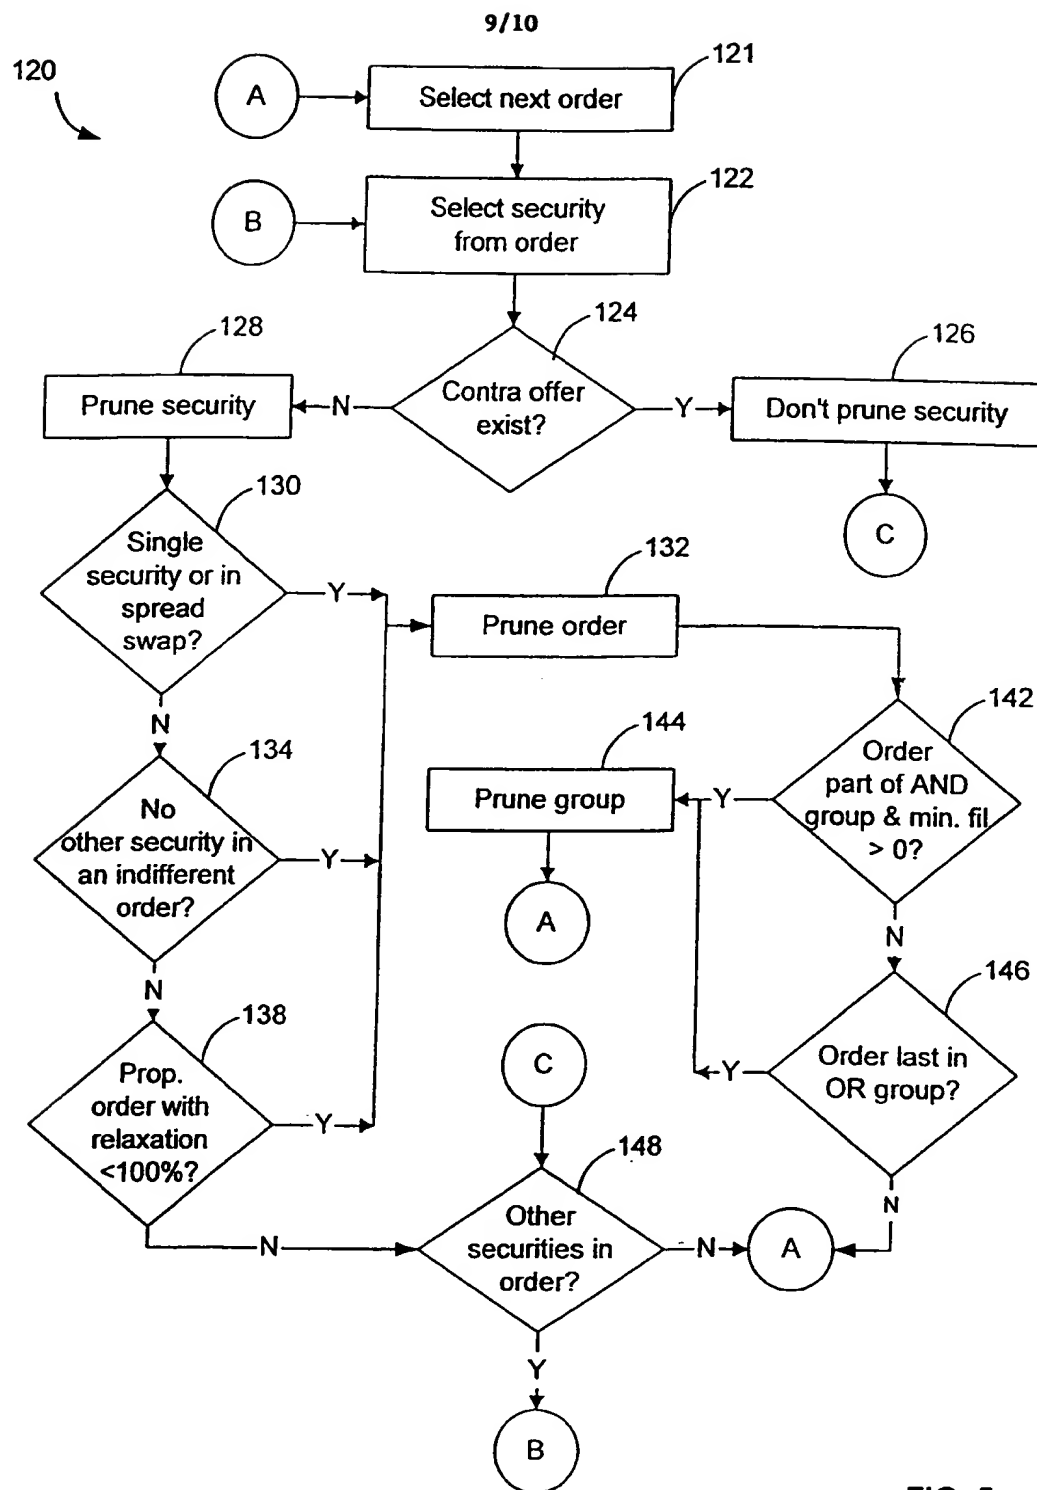 9/10
120
A
Select next order
121
B
Select security
from order
122
124
Contra offer
exist?
N
Y
128
Prune security
126
Don't prune security
C
130
Single
security or in
spread
swap?
Y
N
132
Prune order
134
No
other security in
an indifferent
order?
Y
N
142
Order
part of AND
group & min. fil
> 0?
Y
N
144
Prune group
A
138
Prop.
order with
relaxation
<100%?
Y
N
146
Order last in
OR group?
Y
N
C
148
Other
securities in
order?
N
A
Y
B